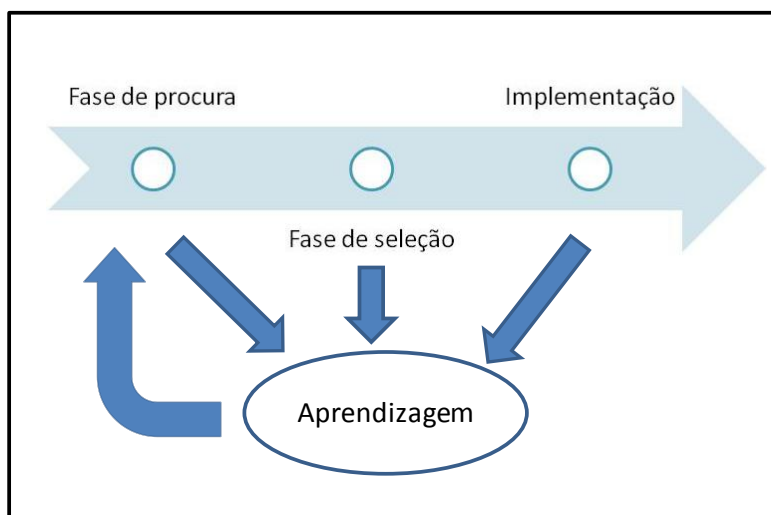 Fase de procura
Implementação
Fase de seleção
Aprendizagem